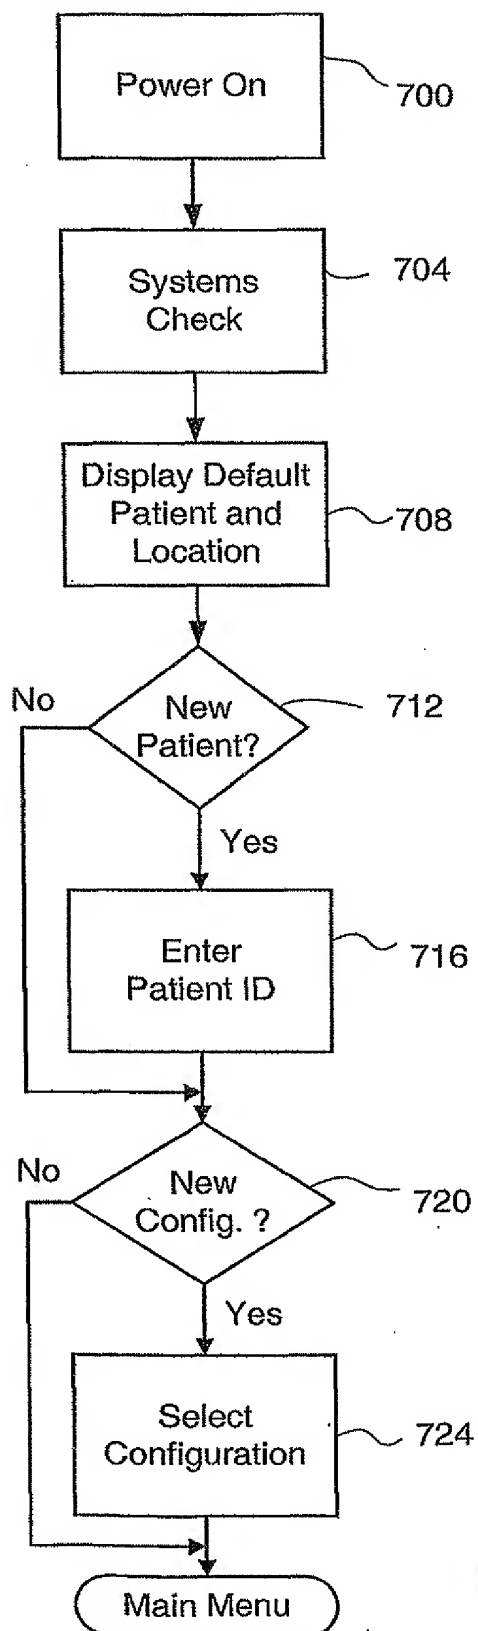 Power On
700
Systems
Check
704
Display Default
Patient and
Location
708
No
New
Patient?
712
Yes
Enter
Patient ID
716
No
New
Config. ?
720
Yes
Select
Configuration
724
Main Menu